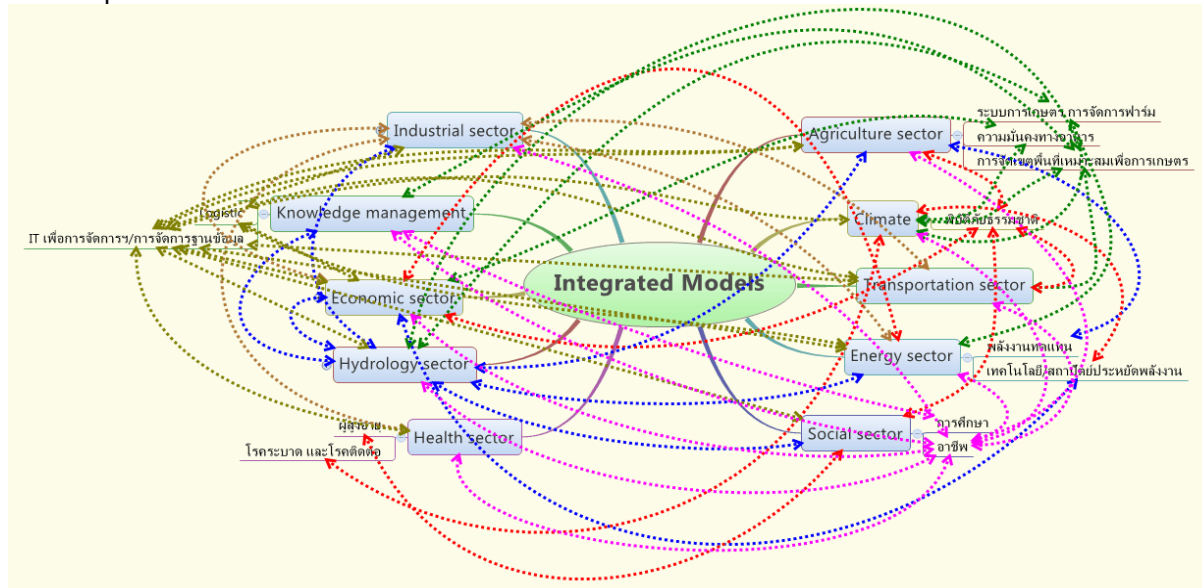 Industrial sector
Knowledge management
Logistic
IT เพื่อการจัดการฯ/การจัดการฐานข้อมูล
Economic sector
Hydrology sector
Health sector
ผู้สูงอายุ
โรคระบาด และโรคติดต่อ
Integrated Models
Agriculture sector
ระบบการเกษตร การจัดการฟาร์ม
ความมั่นคงทางอาหาร
การจัดเขตพื้นที่เหมาะสมเพื่อการเกษตร
Climate
พิบัติภัยธรรมชาติ
Transportation sector
Energy sector
พลังงานทดแทน
เทคโนโลยี/สถาปัตย์ประหยัดพลังงาน
Social sector
การศึกษา
อาชีพ